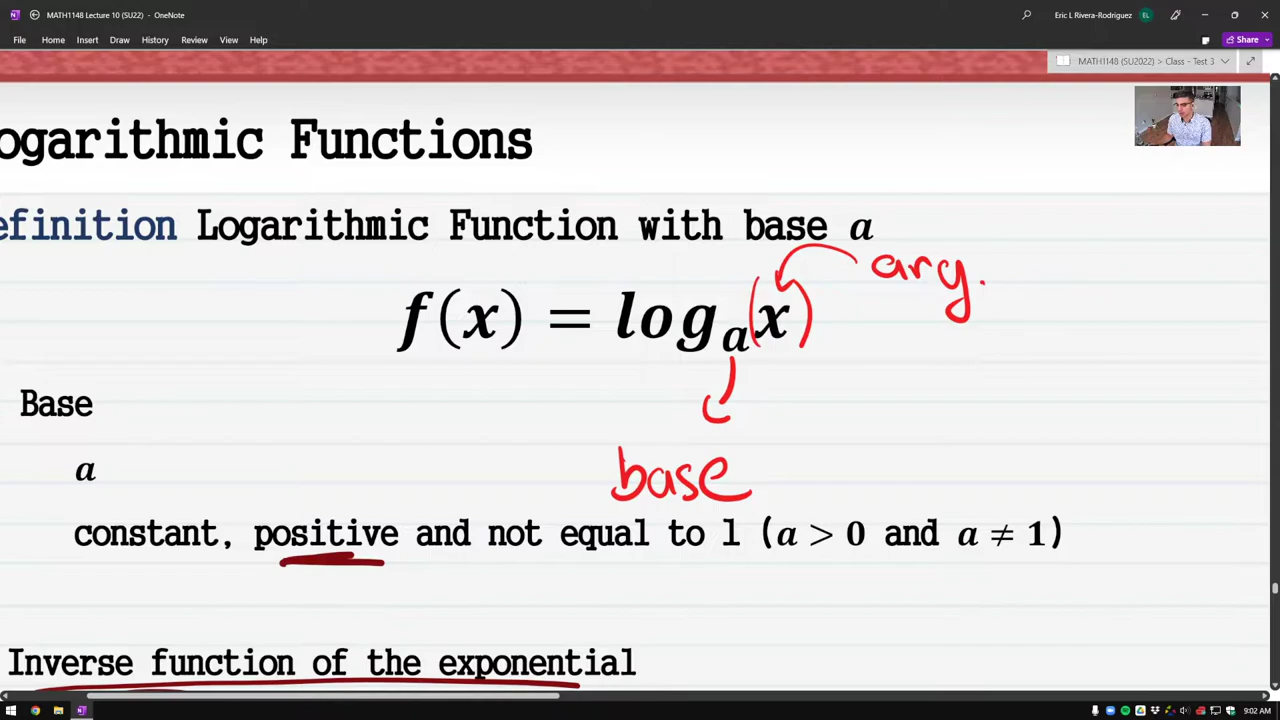 MATH1148 Lecture 10 (SU22) - OneNote
Eric L Rivera-Rodriguez
EL
File Home Insert Draw History Review View Help
Share
MATH1148 (SU2022) > Class - Test 3
ogarithmic Functions
efinition Logarithmic Function with base a
arg.
f(x) = log_a(x)
Base
a
base
constant, positive and not equal to 1 (a > 0 and a ≠ 1)
Inverse function of the exponential
9:02 AM